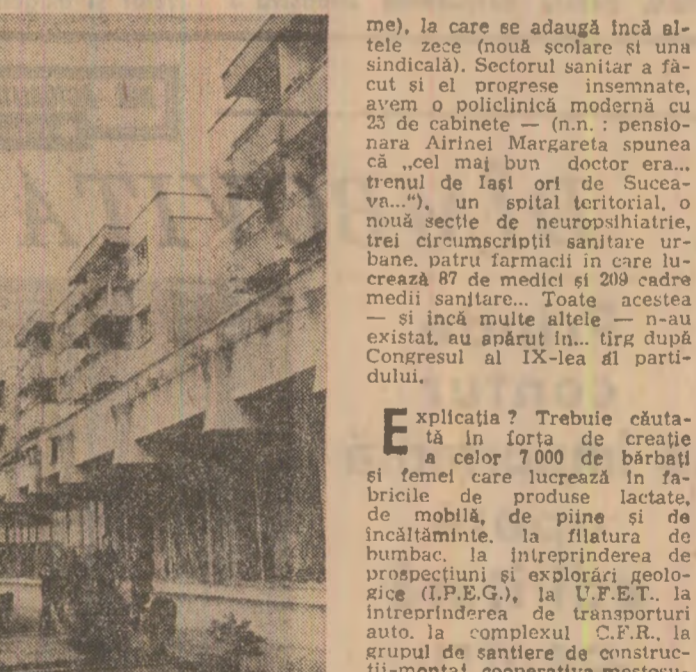 me), la care se adaugă încă al-
tele zece (nouă școlare și una
sindicală). Sectorul sanitar a fă-
cut și el progrese însemnate,
avem o policlinică modernă cu
25 de cabinete — (n.n. : pensio-
nara Airinei Margareta spunea
că „cel mai bun doctor era...
trenul de Iași ori de Sucea-
va...“), un spital teritorial, o
nouă secție de neuropsihiatrie,
trei circumscripții sanitare ur-
bane, patru farmacii în care lu-
crează 87 de medici și 209 cadre
medii sanitare... Toate acestea
— și încă multe altele — n-au
existat, au apărut în... tîrg după
Congresul al IX-lea al parti-
dului.
Explicația ? Trebuie căuta-
tă în forța de creație
a celor 7 000 de bărbați
și femei care lucrează în fa-
bricile de produse lactate,
de mobilă, de pîine și de
încălțăminte, la filatura de
bumbac, la întreprinderea de
prospecțiuni și explorări geolo-
gice (I.P.E.G.), la U.F.E.T., la
întreprinderea de transporturi
auto, la complexul C.F.R., la
grupul de șantiere de construc-
ții-montaj, cooperativa meșteșu-